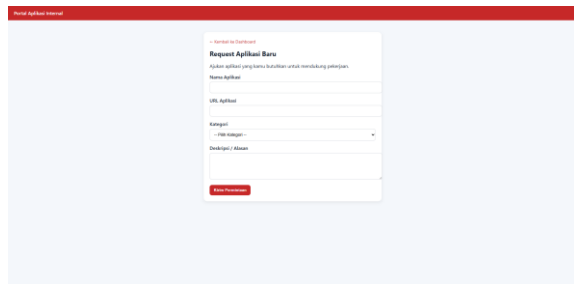 Portal Aplikasi Internal
← Kembali ke Dashboard
Request Aplikasi Baru
Ajukan aplikasi yang kamu butuhkan untuk mendukung pekerjaan.
Nama Aplikasi
URL Aplikasi
Kategori
-- Pilih Kategori --
Deskripsi / Alasan
Kirim Permintaan